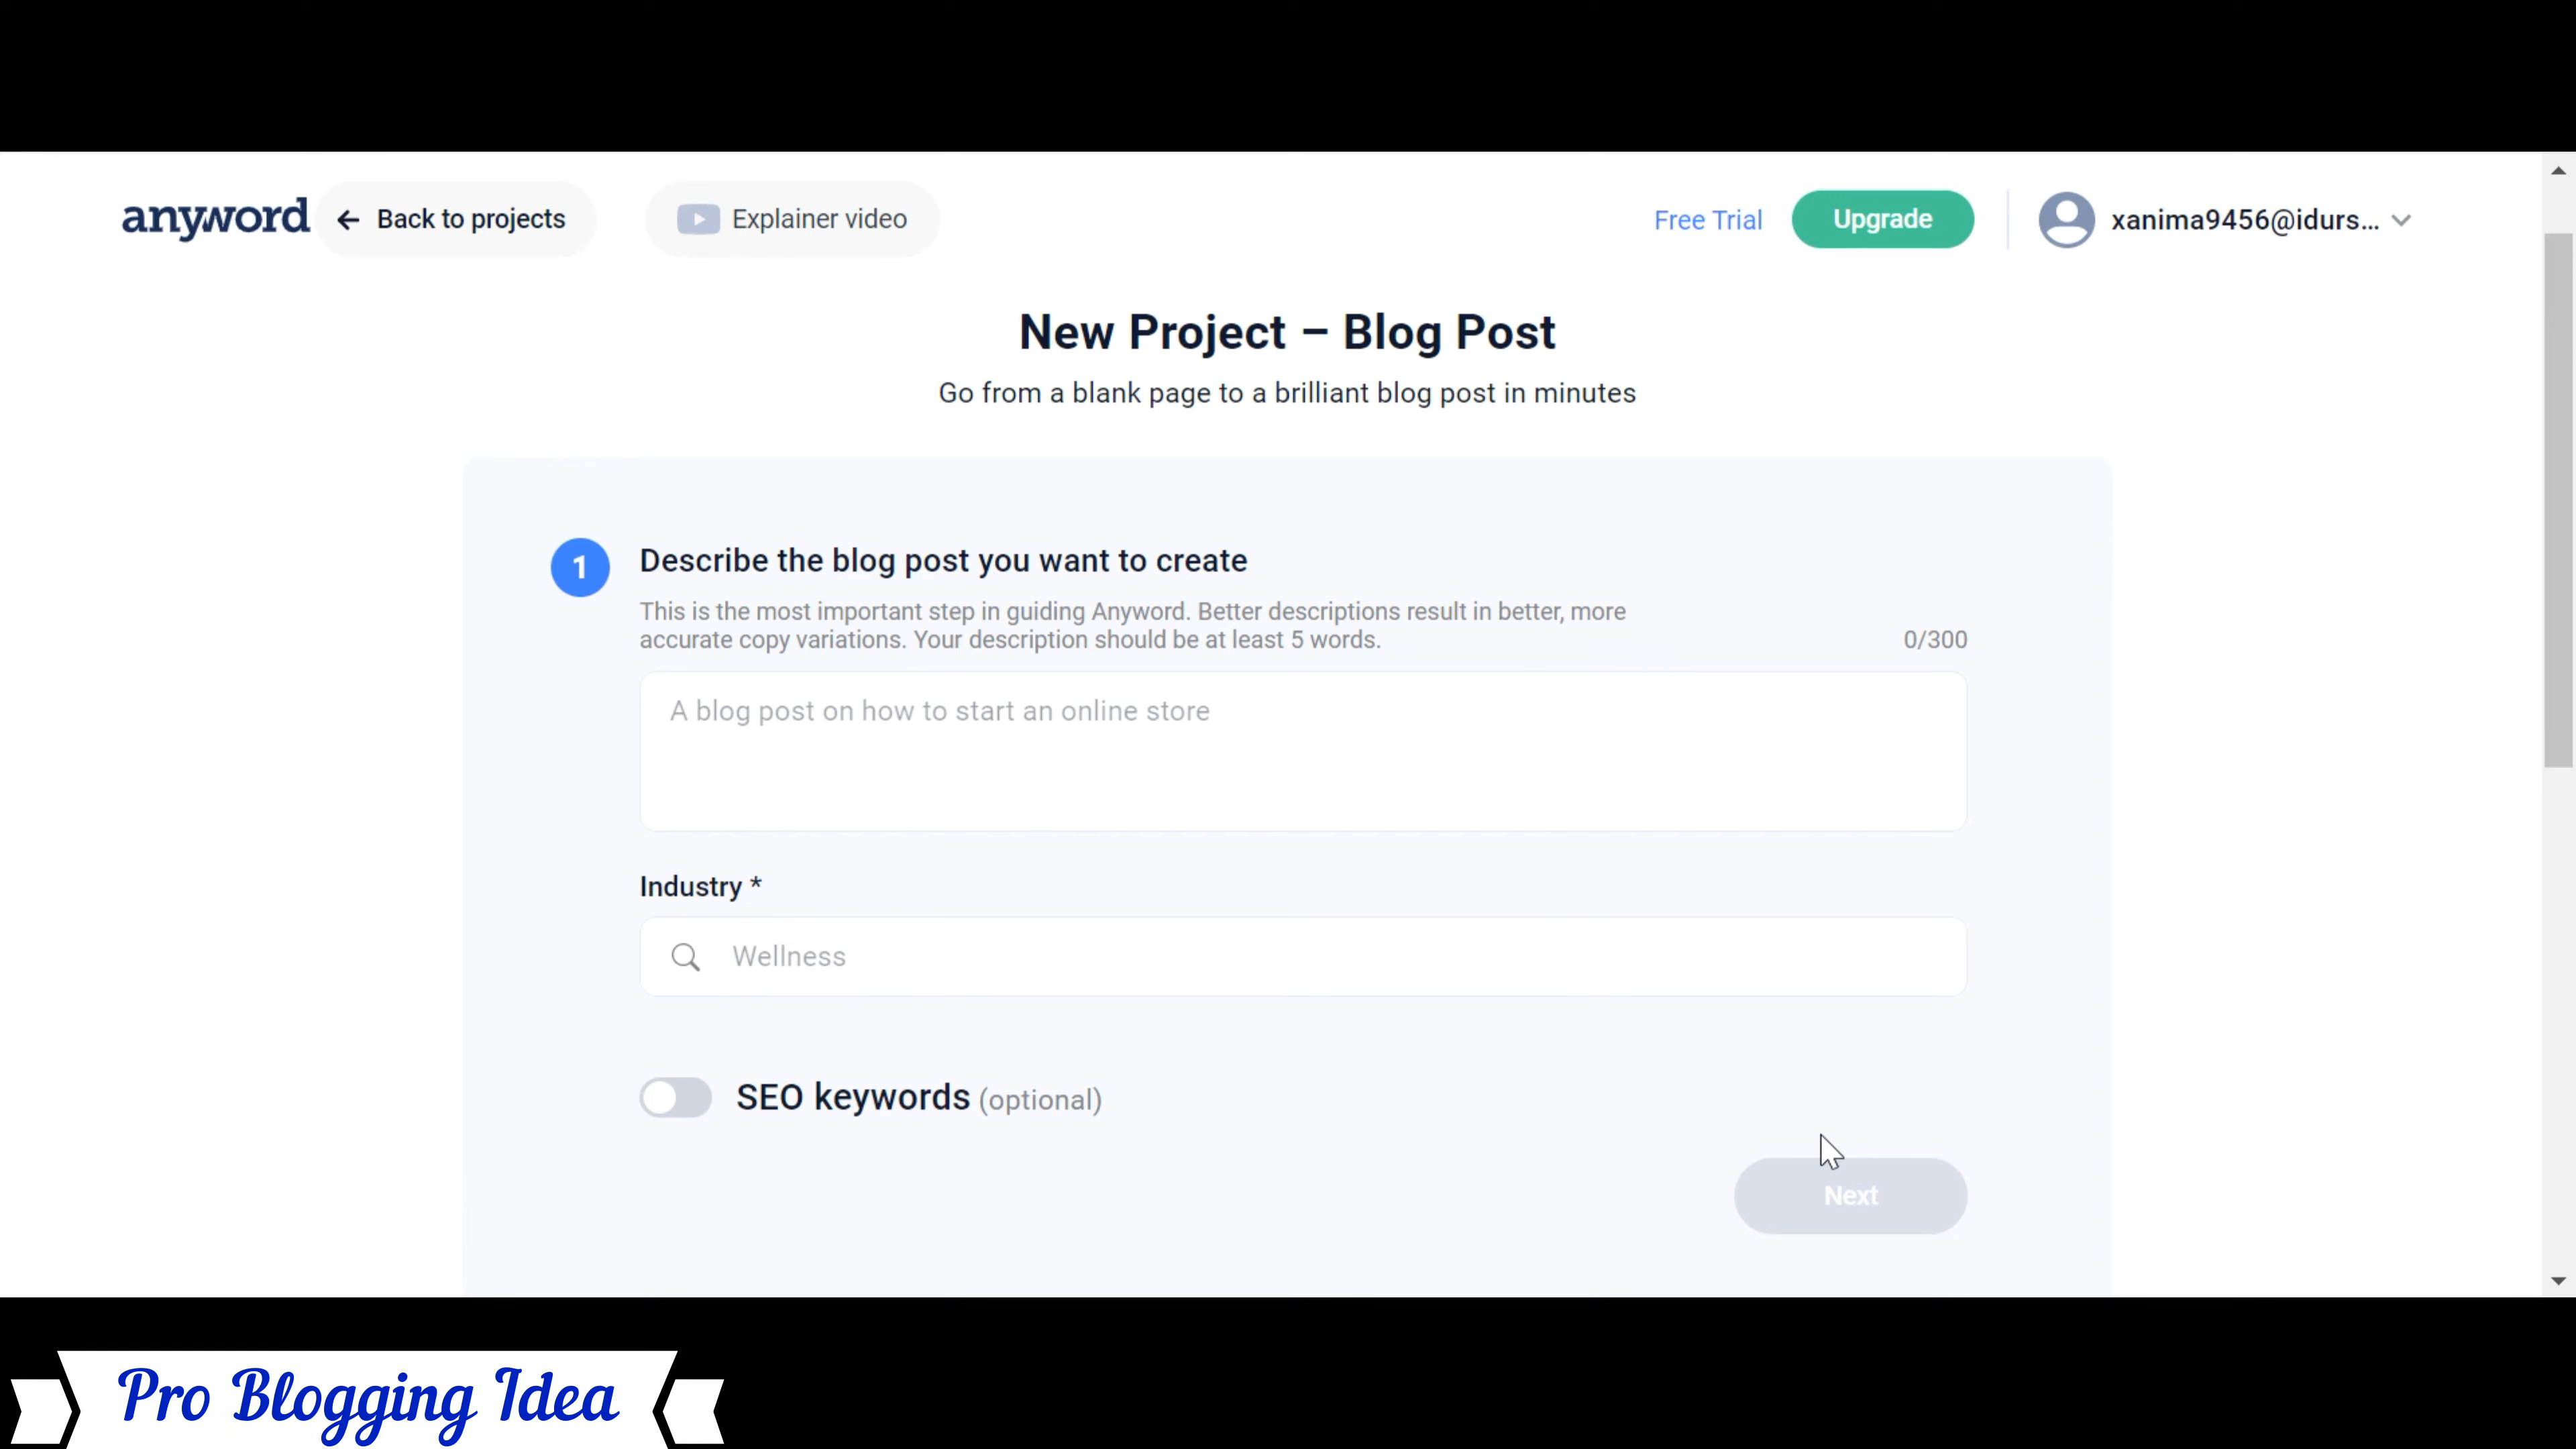 anyword
Back to projects
Explainer video
Free Trial
Upgrade
xanima9456@idurs...
New Project – Blog Post
Go from a blank page to a brilliant blog post in minutes
1
Describe the blog post you want to create
This is the most important step in guiding Anyword. Better descriptions result in better, more
accurate copy variations. Your description should be at least 5 words.
0/300
A blog post on how to start an online store
Industry *
Wellness
SEO keywords (optional)
Next
Pro Blogging Idea